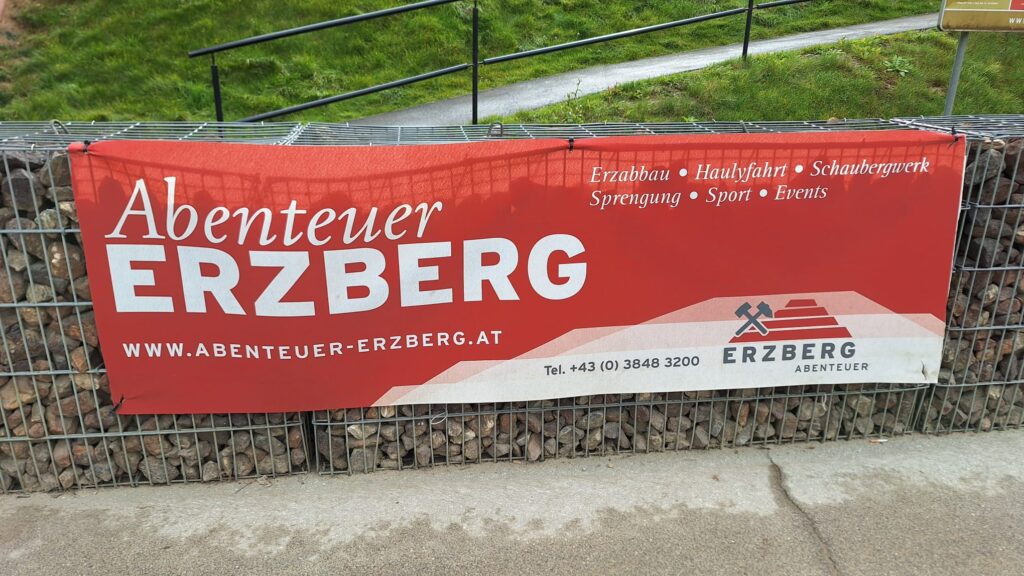 Abenteuer
ERZBERG
WWW.ABENTEUER-ERZBERG.AT
Erzabbau • Haulyfahrt • Schaubergwerk
Sprengung • Sport • Events
Tel. +43 (0) 3848 3200
ERZBERG
ABENTEUER